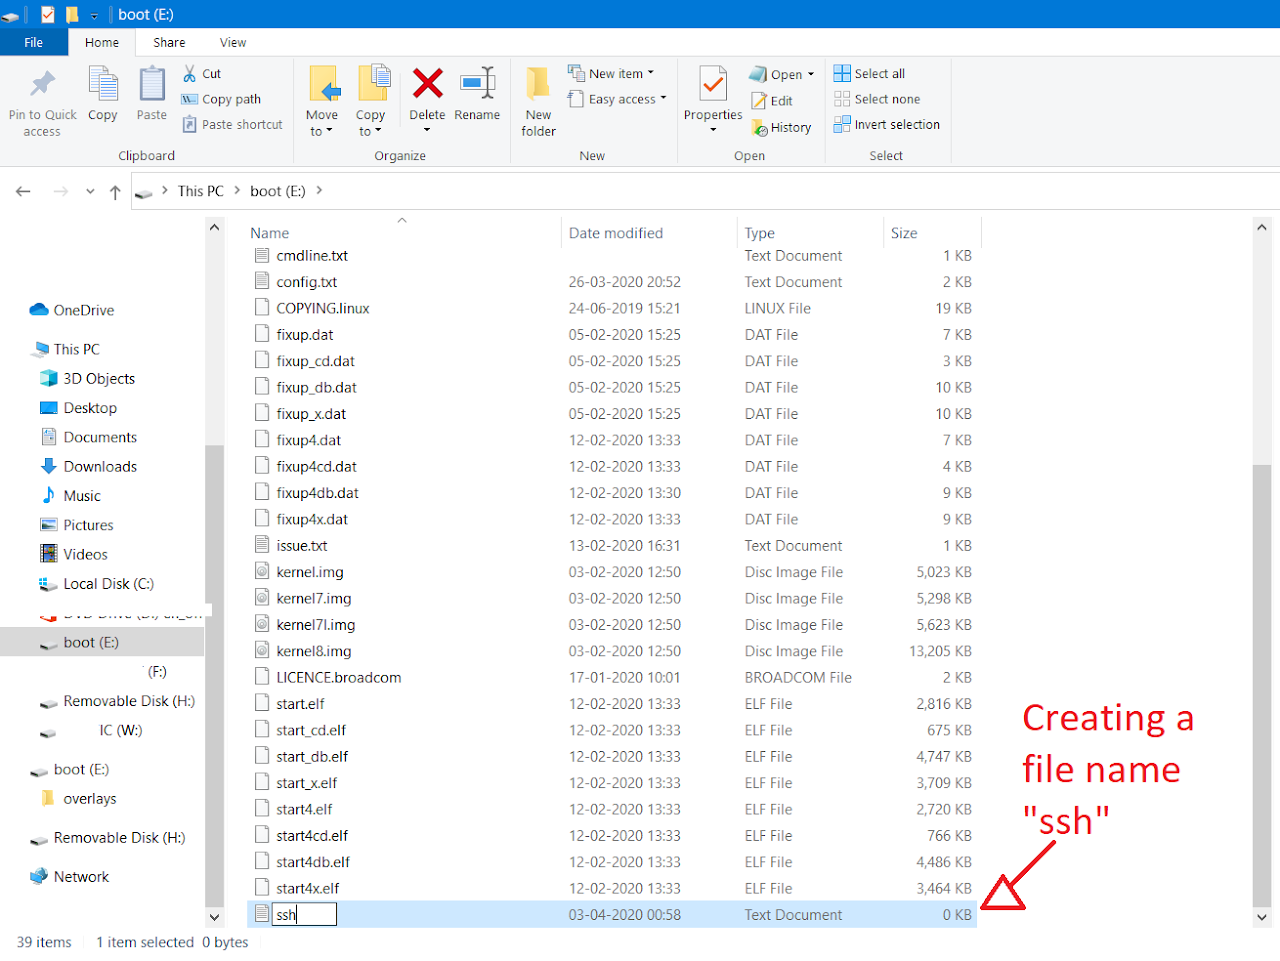 boot (E:)
File Home Share View
Pin to Quick access
Copy
Paste
Cut
Copy path
Paste shortcut
Clipboard
Move to
Copy to
Delete
Rename
Organize
New folder
New item
Easy access
New
Properties
Open
Edit
History
Open
Select all
Select none
Invert selection
Select
This PC > boot (E:) >
Name Date modified Type Size
cmdline.txt Text Document 1 KB
config.txt 26-03-2020 20:52 Text Document 2 KB
COPYING.linux 24-06-2019 15:21 LINUX File 19 KB
fixup.dat 05-02-2020 15:25 DAT File 7 KB
fixup_cd.dat 05-02-2020 15:25 DAT File 3 KB
fixup_db.dat 05-02-2020 15:25 DAT File 10 KB
fixup_x.dat 05-02-2020 15:25 DAT File 10 KB
fixup4.dat 12-02-2020 13:33 DAT File 7 KB
fixup4cd.dat 12-02-2020 13:33 DAT File 4 KB
fixup4db.dat 12-02-2020 13:30 DAT File 9 KB
fixup4x.dat 12-02-2020 13:33 DAT File 9 KB
issue.txt 13-02-2020 16:31 Text Document 1 KB
kernel.img 03-02-2020 12:50 Disc Image File 5,023 KB
kernel7.img 03-02-2020 12:50 Disc Image File 5,298 KB
kernel7l.img 03-02-2020 12:50 Disc Image File 5,623 KB
kernel8.img 03-02-2020 12:50 Disc Image File 13,205 KB
LICENCE.broadcom 17-01-2020 10:01 BROADCOM File 2 KB
start.elf 12-02-2020 13:33 ELF File 2,816 KB
start_cd.elf 12-02-2020 13:33 ELF File 675 KB
start_db.elf 12-02-2020 13:33 ELF File 4,747 KB
start_x.elf 12-02-2020 13:33 ELF File 3,709 KB
start4.elf 12-02-2020 13:33 ELF File 2,720 KB
start4cd.elf 12-02-2020 13:33 ELF File 766 KB
start4db.elf 12-02-2020 13:33 ELF File 4,486 KB
start4x.elf 12-02-2020 13:33 ELF File 3,464 KB
ssh 03-04-2020 00:58 Text Document 0 KB
OneDrive
This PC
3D Objects
Desktop
Documents
Downloads
Music
Pictures
Videos
Local Disk (C:)
boot (E:)
(F:)
Removable Disk (H:)
IC (W:)
boot (E:)
overlays
Removable Disk (H:)
Network
Creating a
file name
"ssh"
39 items 1 item selected 0 bytes